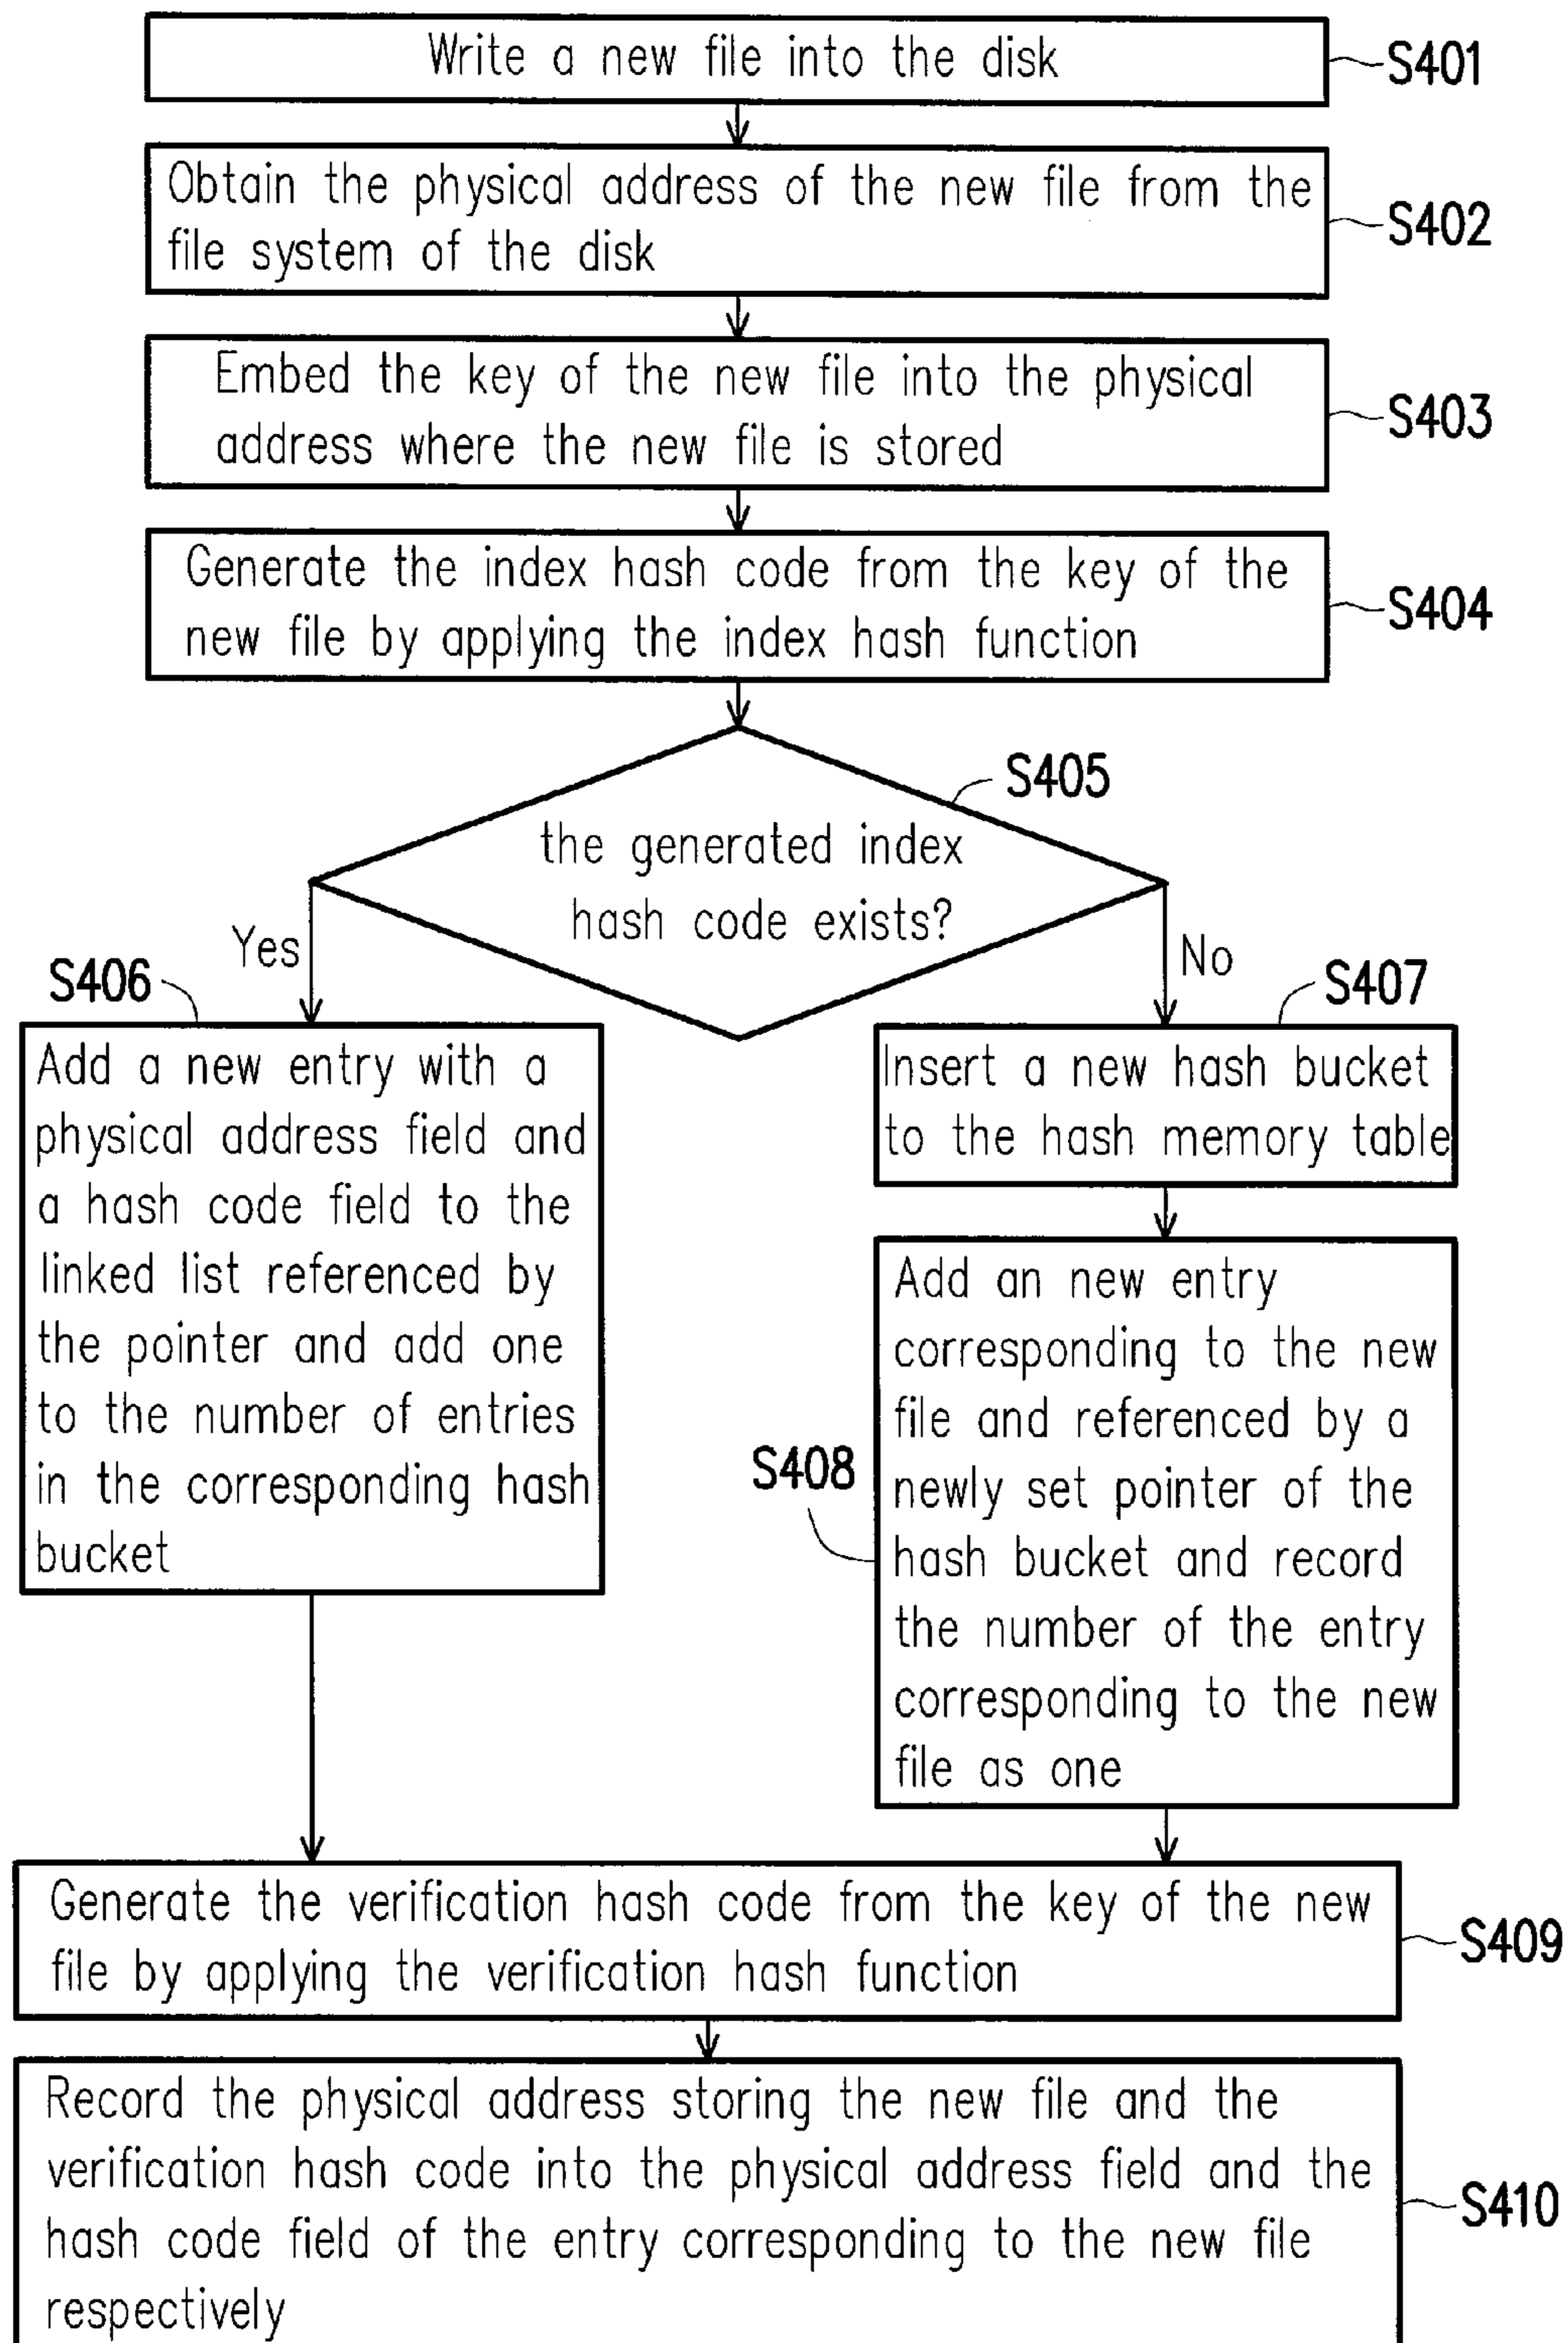 Write a new file into the disk
S401
Obtain the physical address of the new file from the
file system of the disk
S402
Embed the key of the new file into the physical
address where the new file is stored
S403
Generate the index hash code from the key of the
new file by applying the index hash function
S404
S405
the generated index
hash code exists?
Yes
No
S406
Add a new entry with a
physical address field and
a hash code field to the
linked list referenced by
the pointer and add one
to the number of entries
in the corresponding hash
bucket
S407
Insert a new hash bucket
to the hash memory table
S408
Add an new entry
corresponding to the new
file and referenced by a
newly set pointer of the
hash bucket and record
the number of the entry
corresponding to the new
file as one
Generate the verification hash code from the key of the new
file by applying the verification hash function
S409
Record the physical address storing the new file and the
verification hash code into the physical address field and the
hash code field of the entry corresponding to the new file
respectively
S410